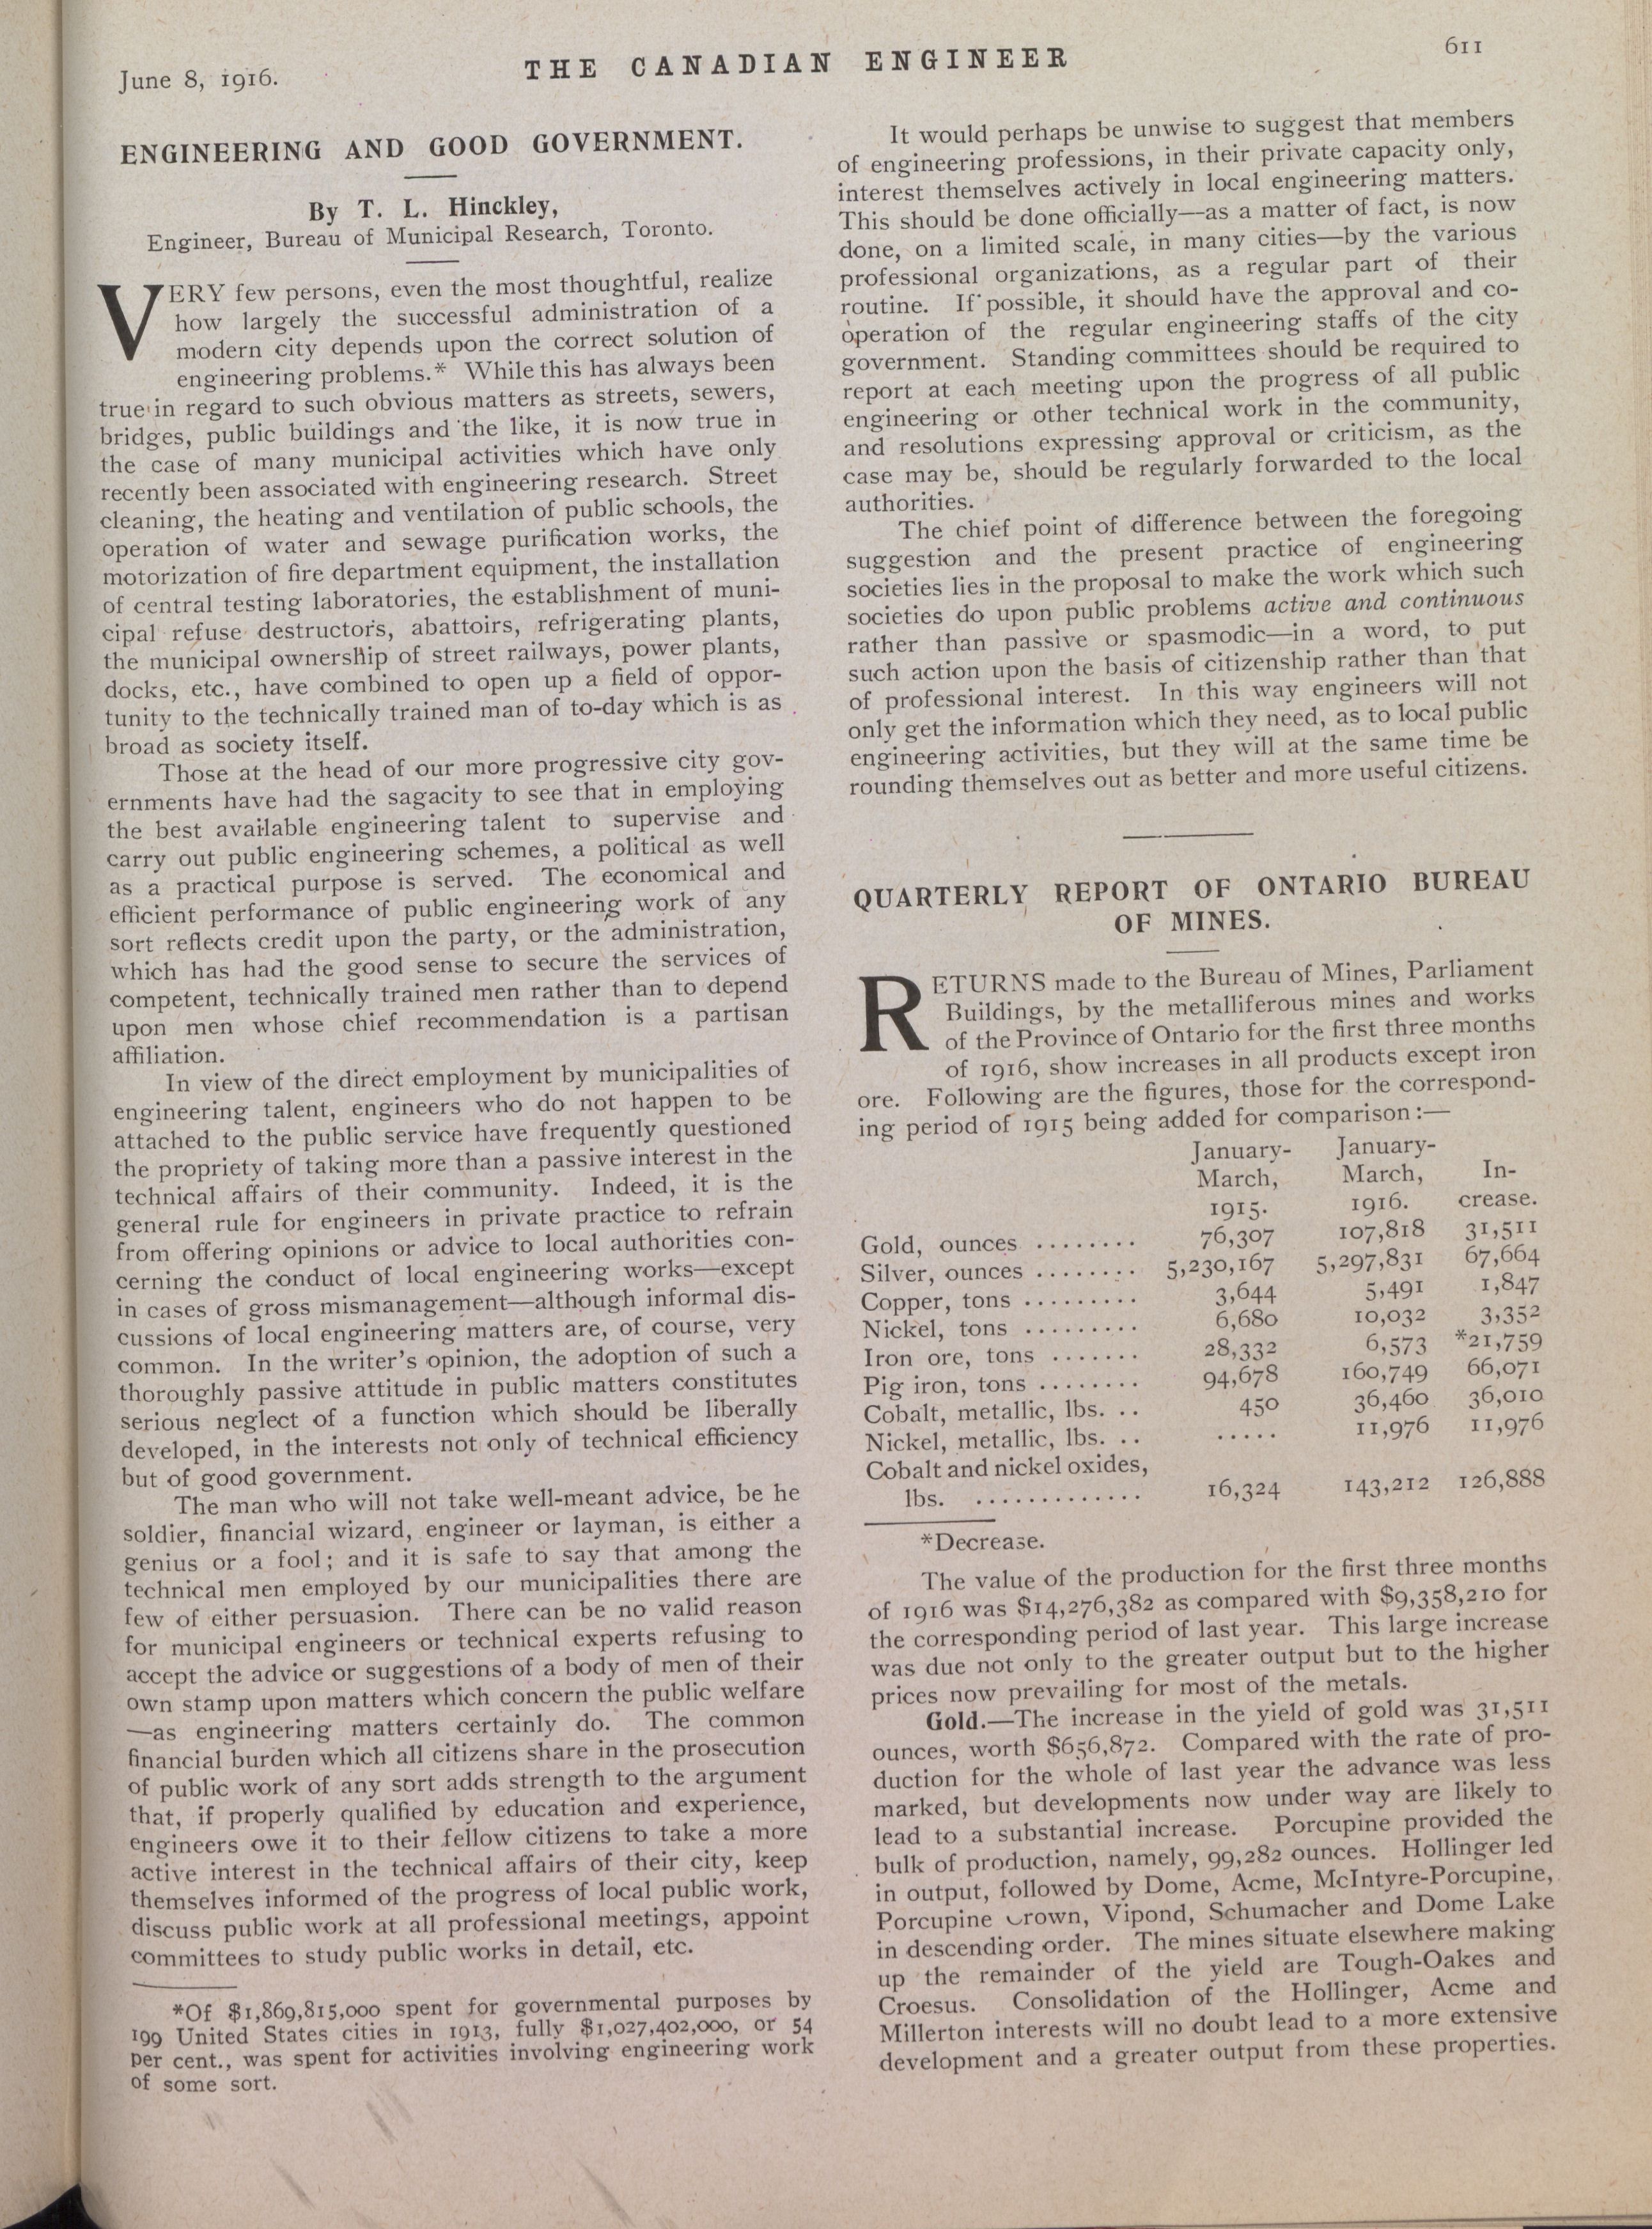 June 8, 1916.
THE CANADIAN ENGINEER
611
ENGINEERING AND GOOD GOVERNMENT.
By T. L. Hinckley,
Engineer, Bureau of Municipal Research, Toronto.
VERY few persons, even the most thoughtful, realize
how largely the successful administration of a
modern city depends upon the correct solution of
engineering problems.* While this has always been
true in regard to such obvious matters as streets, sewers,
bridges, public buildings and the like, it is now true in
the case of many municipal activities which have only
recently been associated with engineering research. Street
cleaning, the heating and ventilation of public schools, the
operation of water and sewage purification works, the
motorization of fire department equipment, the installation
of central testing laboratories, the establishment of muni-
cipal refuse destructors, abattoirs, refrigerating plants,
the municipal ownership of street railways, power plants,
docks, etc., have combined to open up a field of oppor-
tunity to the technically trained man of to-day which is as
broad as society itself.
Those at the head of our more progressive city gov-
ernments have had the sagacity to see that in employing
the best available engineering talent to supervise and
carry out public engineering schemes, a political as well
as a practical purpose is served. The economical and
efficient performance of public engineering work of any
sort reflects credit upon the party, or the administration,
which has had the good sense to secure the services of
competent, technically trained men rather than to depend
upon men whose chief recommendation is a partisan
affiliation.
In view of the direct employment by municipalities of
engineering talent, engineers who do not happen to be
attached to the public service have frequently questioned
the propriety of taking more than a passive interest in the
technical affairs of their community. Indeed, it is the
general rule for engineers in private practice to refrain
from offering opinions or advice to local authorities con-
cerning the conduct of local engineering works—except
in cases of gross mismanagement—although informal dis-
cussions of local engineering matters are, of course, very
common. In the writer's opinion, the adoption of such a
thoroughly passive attitude in public matters constitutes
serious neglect of a function which should be liberally
developed, in the interests not only of technical efficiency
but of good government.
The man who will not take well-meant advice, be he
soldier, financial wizard, engineer or layman, is either a
genius or a fool; and it is safe to say that among the
technical men employed by our municipalities there are
few of either persuasion. There can be no valid reason
for municipal engineers or technical experts refusing to
accept the advice or suggestions of a body of men of their
own stamp upon matters which concern the public welfare
—as engineering matters certainly do. The common
financial burden which all citizens share in the prosecution
of public work of any sort adds strength to the argument
that, if properly qualified by education and experience,
engineers owe it to their fellow citizens to take a more
active interest in the technical affairs of their city, keep
themselves informed of the progress of local public work,
discuss public work at all professional meetings, appoint
committees to study public works in detail, etc.
*Of $1,869,815,000 spent for governmental purposes by
199 United States cities in 1913, fully $1,027,402,000, or 54
per cent., was spent for activities involving engineering work
of some sort.
It would perhaps be unwise to suggest that members
of engineering professions, in their private capacity only,
interest themselves actively in local engineering matters.
This should be done officially—as a matter of fact, is now
done, on a limited scale, in many cities—by the various
professional organizations, as a regular part of their
routine. If possible, it should have the approval and co-
operation of the regular engineering staffs of the city
government. Standing committees should be required to
report at each meeting upon the progress of all public
engineering or other technical work in the community,
and resolutions expressing approval or criticism, as the
case may be, should be regularly forwarded to the local
authorities.
The chief point of difference between the foregoing
suggestion and the present practice of engineering
societies lies in the proposal to make the work which such
societies do upon public problems active and continuous
rather than passive or spasmodic—in a word, to put
such action upon the basis of citizenship rather than that
of professional interest. In this way engineers will not
only get the information which they need, as to local public
engineering activities, but they will at the same time be
rounding themselves out as better and more useful citizens.
QUARTERLY REPORT OF ONTARIO BUREAU
OF MINES.
RETURNS made to the Bureau of Mines, Parliament
Buildings, by the metalliferous mines and works
of the Province of Ontario for the first three months
of 1916, show increases in all products except iron
ore. Following are the figures, those for the correspond-
ing period of 1915 being added for comparison:—
January- January-
March, March, In-
1915. 1916. crease.
Gold, ounces ........ 76,307 107,818 31,511
Silver, ounces ........ 5,230,167 5,297,831 67,664
Copper, tons ......... 3,644 5,491 1,847
Nickel, tons ......... 6,680 10,032 3,352
Iron ore, tons ....... 28,332 6,573 *21,759
Pig iron, tons ........ 94,678 160,749 66,071
Cobalt, metallic, lbs. .. 450 36,460 36,010
Nickel, metallic, lbs. .. ..... 11,976 11,976
Cobalt and nickel oxides,
lbs. ............. 16,324 143,212 126,888
*Decrease.
The value of the production for the first three months
of 1916 was $14,276,382 as compared with $9,358,210 for
the corresponding period of last year. This large increase
was due not only to the greater output but to the higher
prices now prevailing for most of the metals.
Gold.—The increase in the yield of gold was 31,511
ounces, worth $656,872. Compared with the rate of pro-
duction for the whole of last year the advance was less
marked, but developments now under way are likely to
lead to a substantial increase. Porcupine provided the
bulk of production, namely, 99,282 ounces. Hollinger led
in output, followed by Dome, Acme, McIntyre-Porcupine,
Porcupine Crown, Vipond, Schumacher and Dome Lake
in descending order. The mines situate elsewhere making
up the remainder of the yield are Tough-Oakes and
Croesus. Consolidation of the Hollinger, Acme and
Millerton interests will no doubt lead to a more extensive
development and a greater output from these properties.